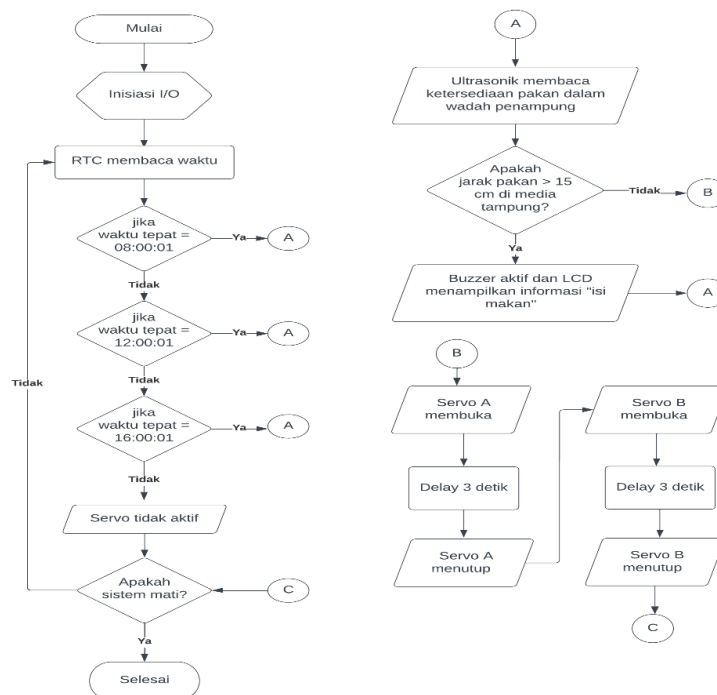 Mulai
Inisiasi I/O
RTC membaca waktu
jika
waktu tepat =
08:00:01
Ya
A
Tidak
jika
waktu tepat =
12:00:01
Ya
A
Tidak
Tidak
jika
waktu tepat =
16:00:01
Ya
A
Tidak
Servo tidak aktif
Apakah
sistem mati?
C
Ya
Selesai
A
Ultrasonik membaca
ketersediaan pakan dalam
wadah penampung
Apakah
jarak pakan > 15
cm di media
tampung?
Tidak
B
Ya
Buzzer aktif dan LCD
menampilkan informasi "isi
makan"
A
B
Servo A
membuka
Delay 3 detik
Servo A
menutup
Servo B
membuka
Delay 3 detik
Servo B
menutup
C